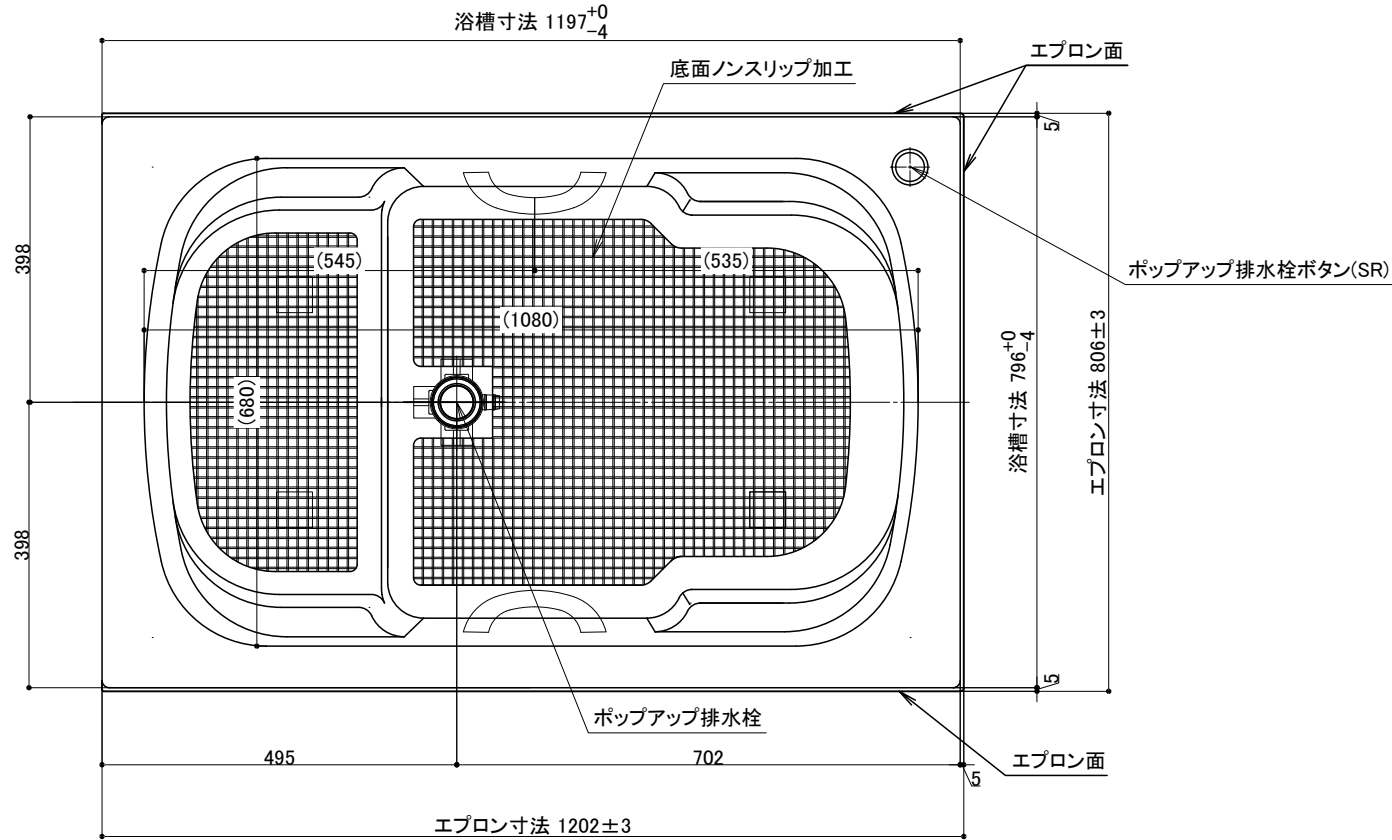 浴槽寸法 1197+0-4
エプロン面
底面ノンスリップ加工
5
398
(545)
(535)
ポップアップ排水栓ボタン(SR)
(1080)
浴槽寸法 796+0-4
エプロン寸法 806±3
(680)
398
5
ポップアップ排水栓
495
702
エプロン面
5
エプロン寸法 1202±3